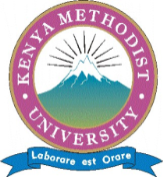 KENYA METHODIST
• UNIVERSITY •
Laborare est Orare